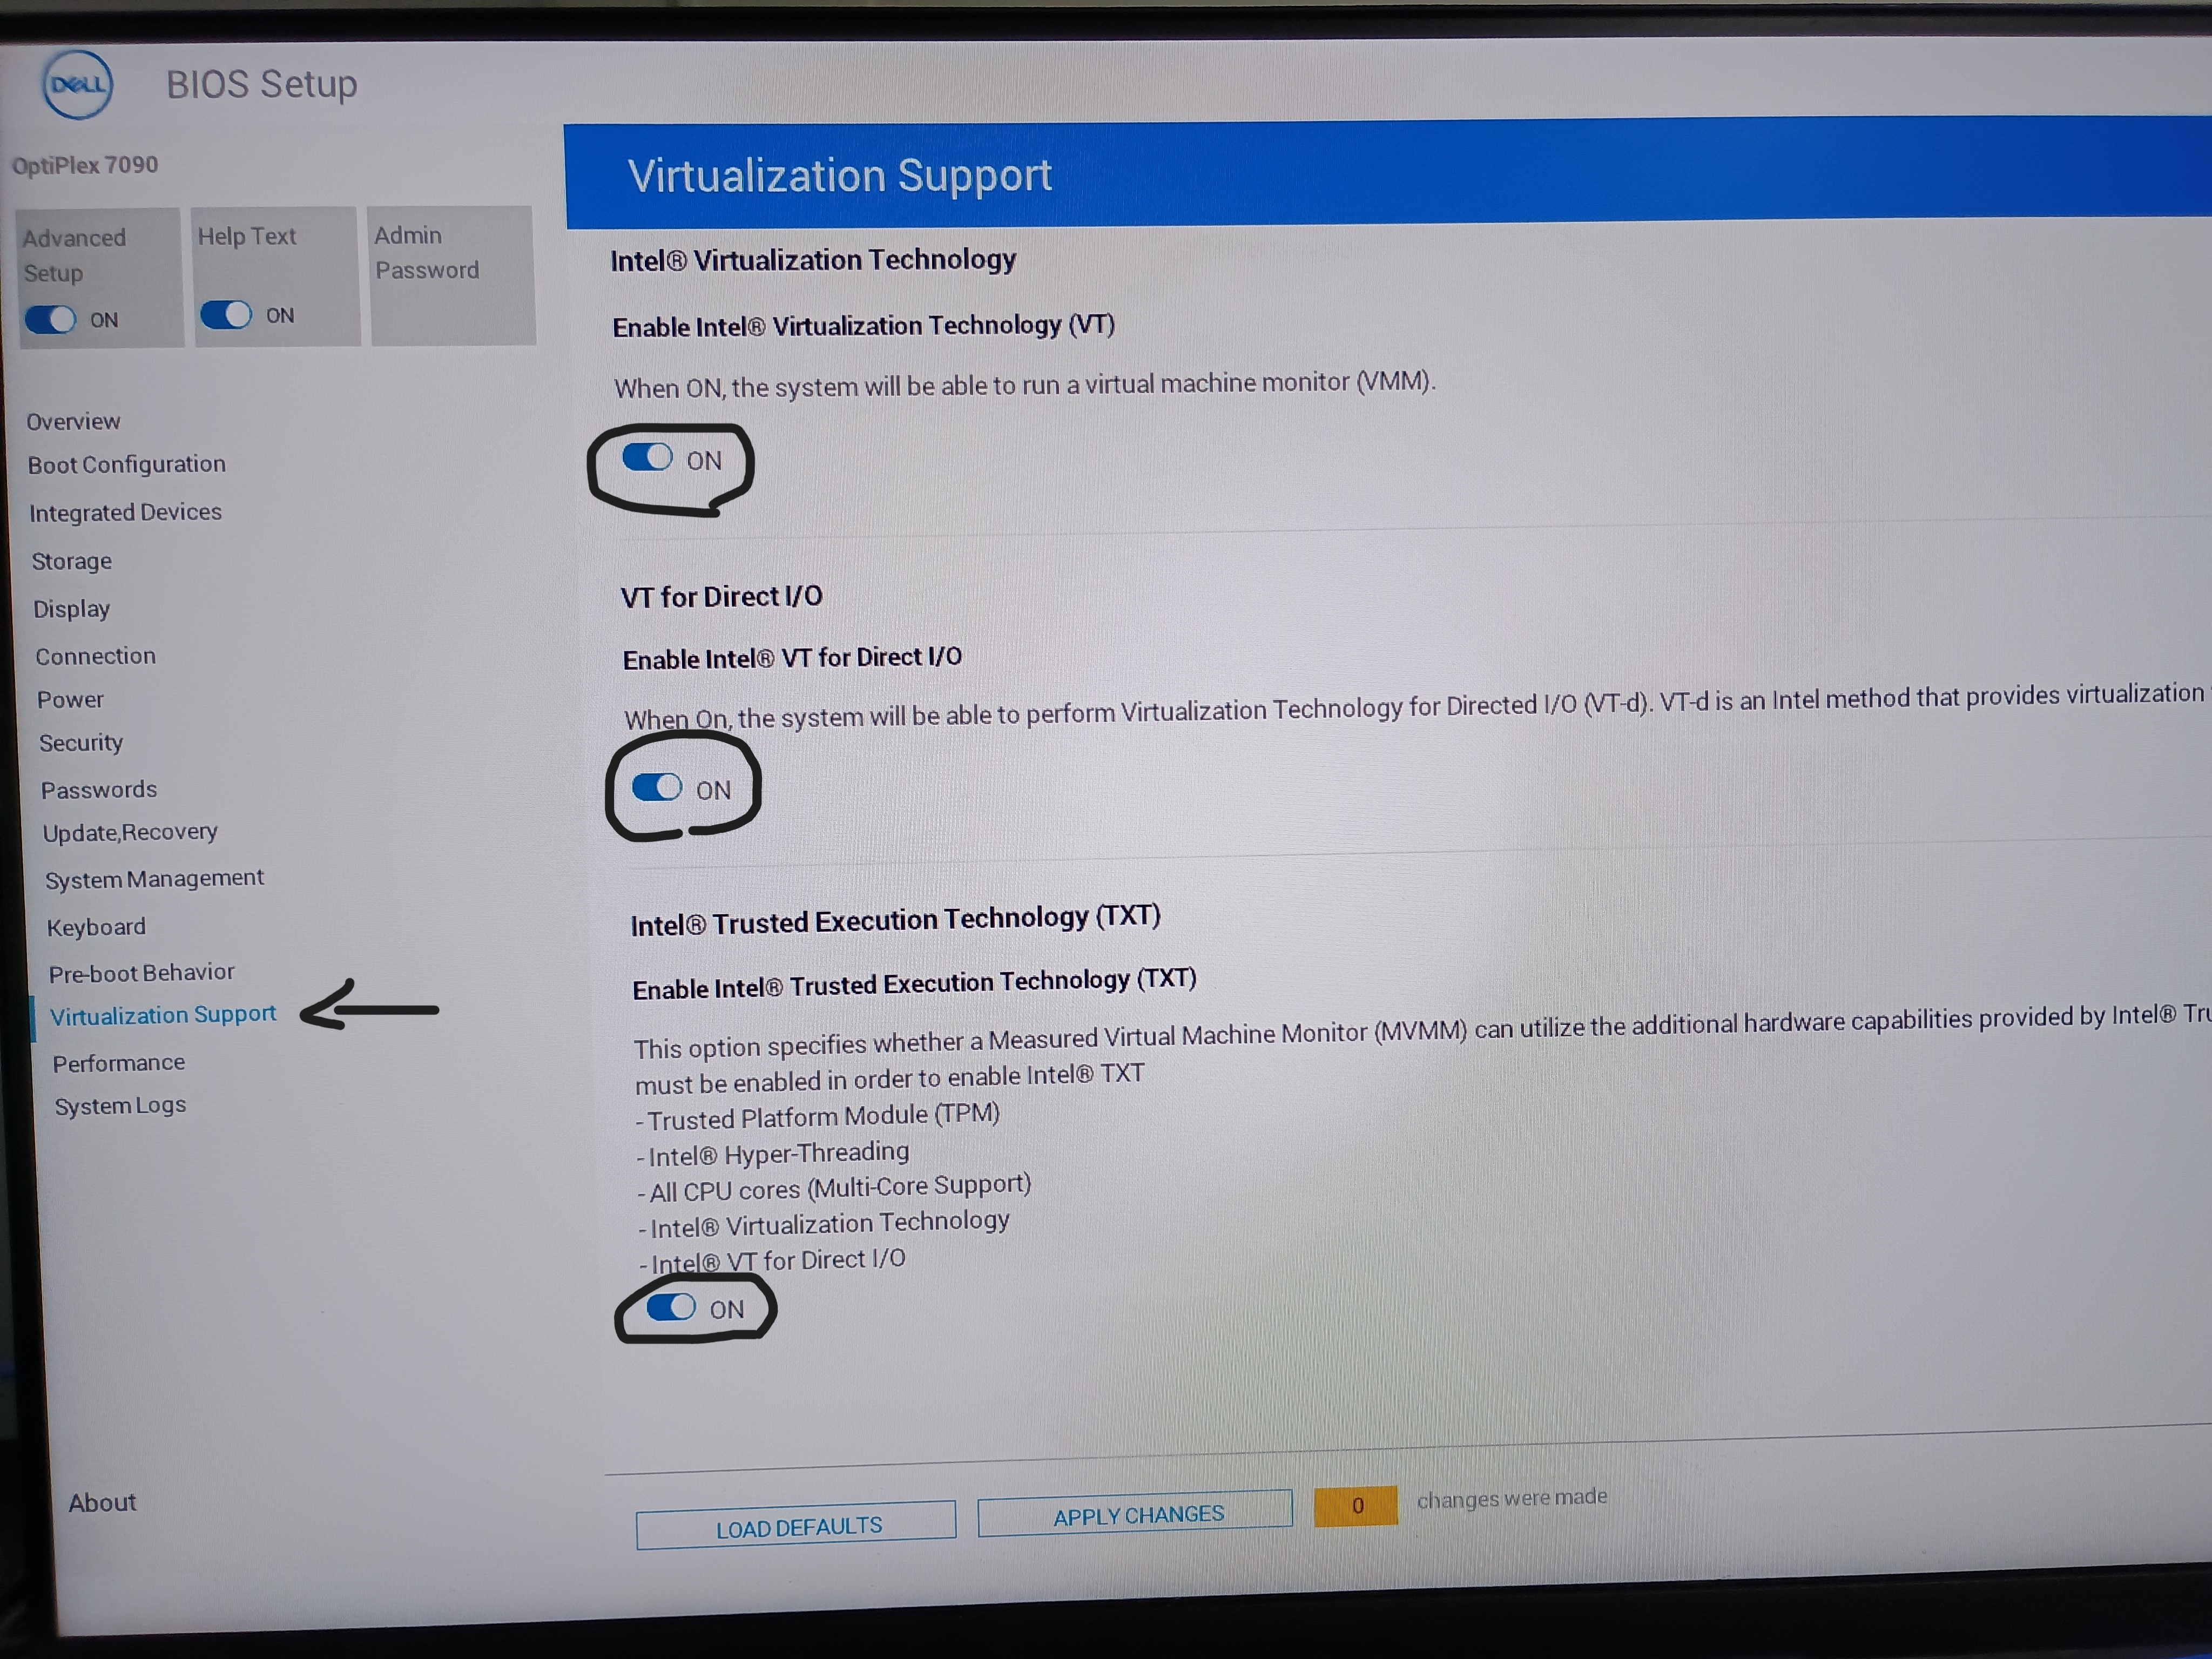 DELL
BIOS Setup
OptiPlex 7090
Advanced
Setup
ON
Help Text
ON
Admin
Password
Overview
Boot Configuration
Integrated Devices
Storage
Display
Connection
Power
Security
Passwords
Update,Recovery
System Management
Keyboard
Pre-boot Behavior
Virtualization Support
Performance
System Logs
About
Virtualization Support
Intel® Virtualization Technology
Enable Intel® Virtualization Technology (VT)
When ON, the system will be able to run a virtual machine monitor (VMM).
ON
VT for Direct I/O
Enable Intel® VT for Direct I/O
When On, the system will be able to perform Virtualization Technology for Directed I/O (VT-d). VT-d is an Intel method that provides virtualization
ON
Intel® Trusted Execution Technology (TXT)
Enable Intel® Trusted Execution Technology (TXT)
This option specifies whether a Measured Virtual Machine Monitor (MVMM) can utilize the additional hardware capabilities provided by Intel®
must be enabled in order to enable Intel® TXT
- Trusted Platform Module (TPM)
- Intel® Hyper-Threading
- All CPU cores (Multi-Core Support)
- Intel® Virtualization Technology
- Intel® VT for Direct I/O
ON
LOAD DEFAULTS
APPLY CHANGES
0
changes were made